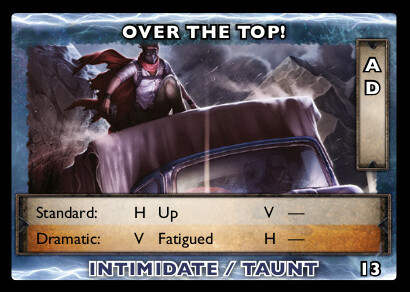 OVER THE TOP!
A
D
Standard: H Up V —
Dramatic: V Fatigued H —
INTIMIDATE / TAUNT 13